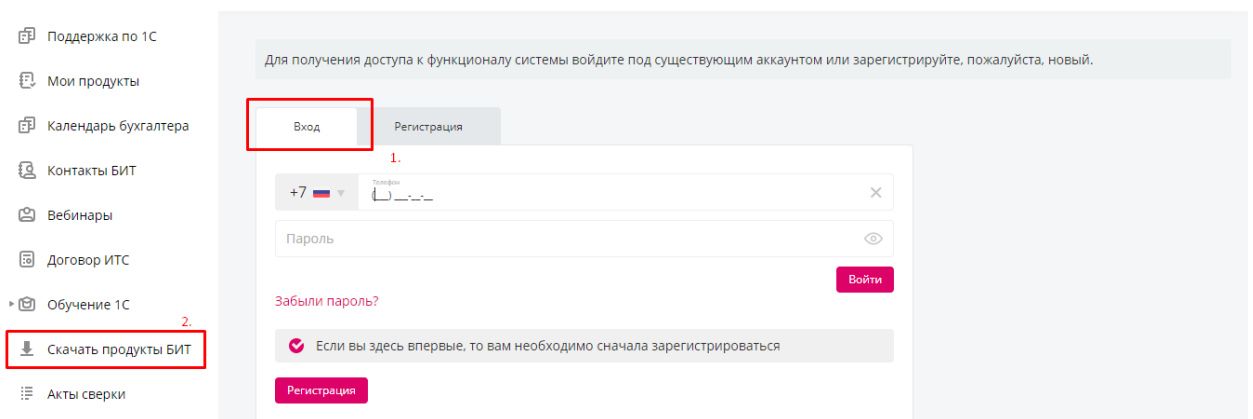 Поддержка по 1С
Мои продукты
Календарь бухгалтера
Контакты БИТ
Вебинары
Договор ИТС
Обучение 1С
2.
Скачать продукты БИТ
Акты сверки
Для получения доступа к функционалу системы войдите под существующим аккаунтом или зарегистрируйте, пожалуйста, новый.
Вход
Регистрация
1.
Телефон
+7 (__) ___-__-__
Пароль
Войти
Забыли пароль?
Если вы здесь впервые, то вам необходимо сначала зарегистрироваться
Регистрация